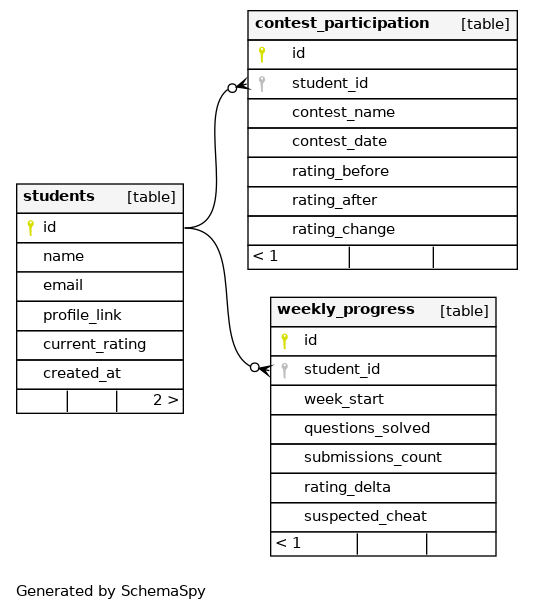 contest_participation [table]
id
student_id
contest_name
contest_date
rating_before
rating_after
rating_change
< 1
students [table]
id
name
email
profile_link
current_rating
created_at
2 >
weekly_progress [table]
id
student_id
week_start
questions_solved
submissions_count
rating_delta
suspected_cheat
< 1
Generated by SchemaSpy